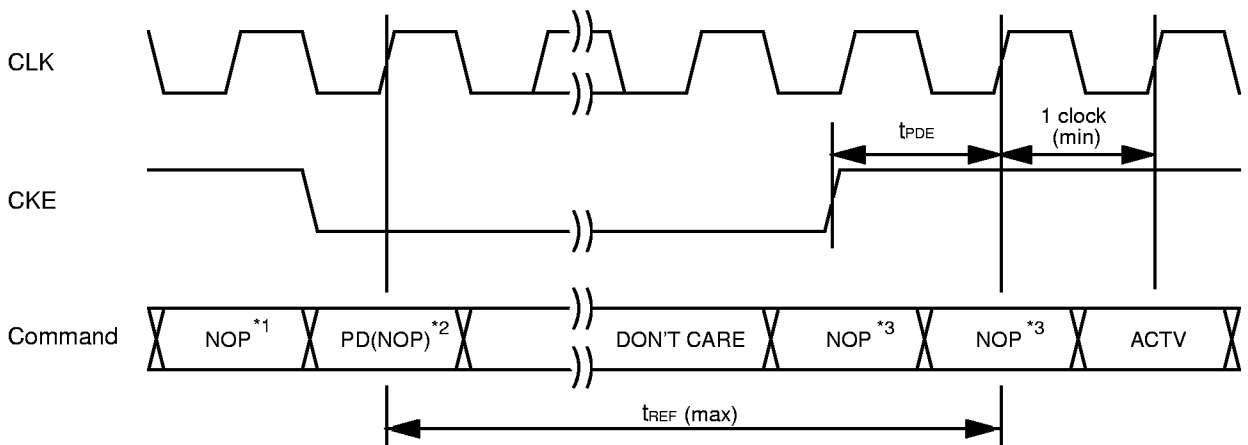 CLK
tPDE
1 clock
(min)
CKE
Command
NOP *1
PD(NOP) *2
DON'T CARE
NOP *3
NOP *3
ACTV
tREF (max)